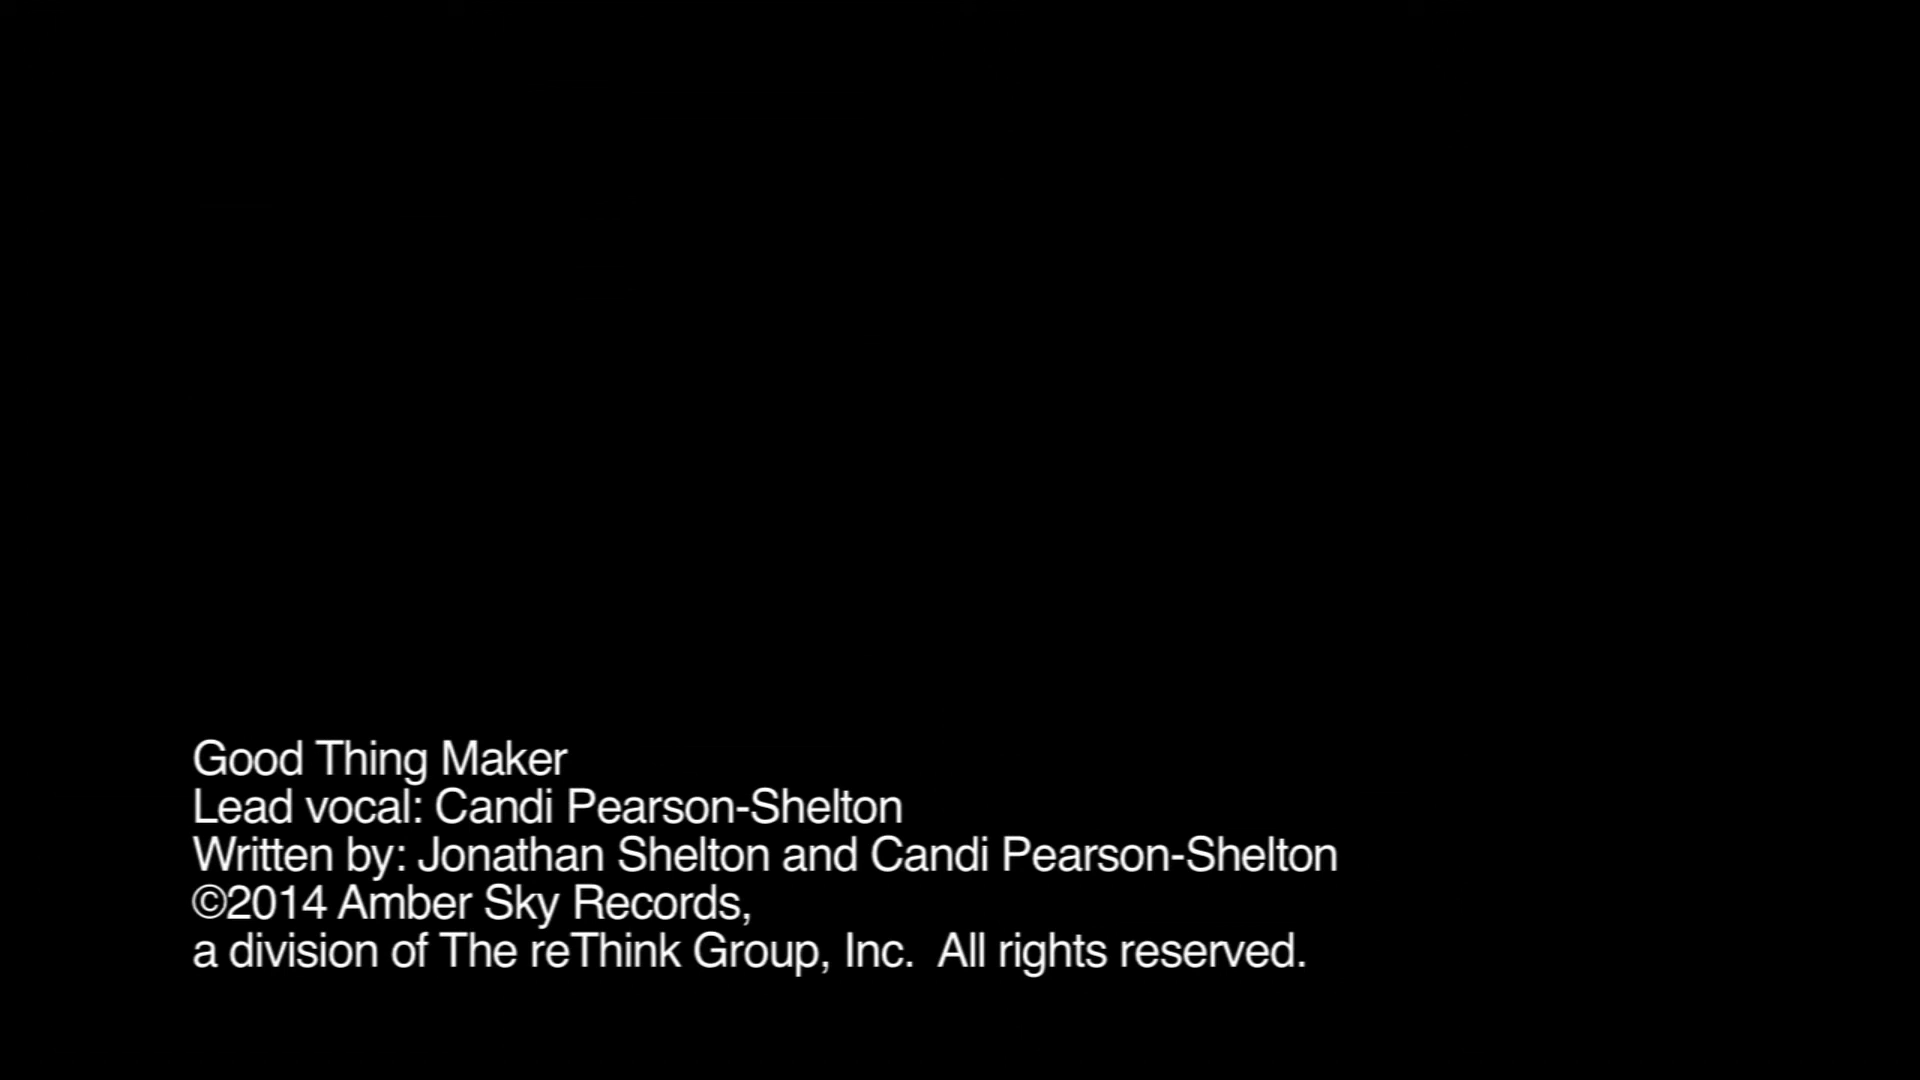 Good Thing Maker
Lead vocal: Candi Pearson-Shelton
Written by: Jonathan Shelton and Candi Pearson-Shelton
©2014 Amber Sky Records,
a division of The reThink Group, Inc.  All rights reserved.